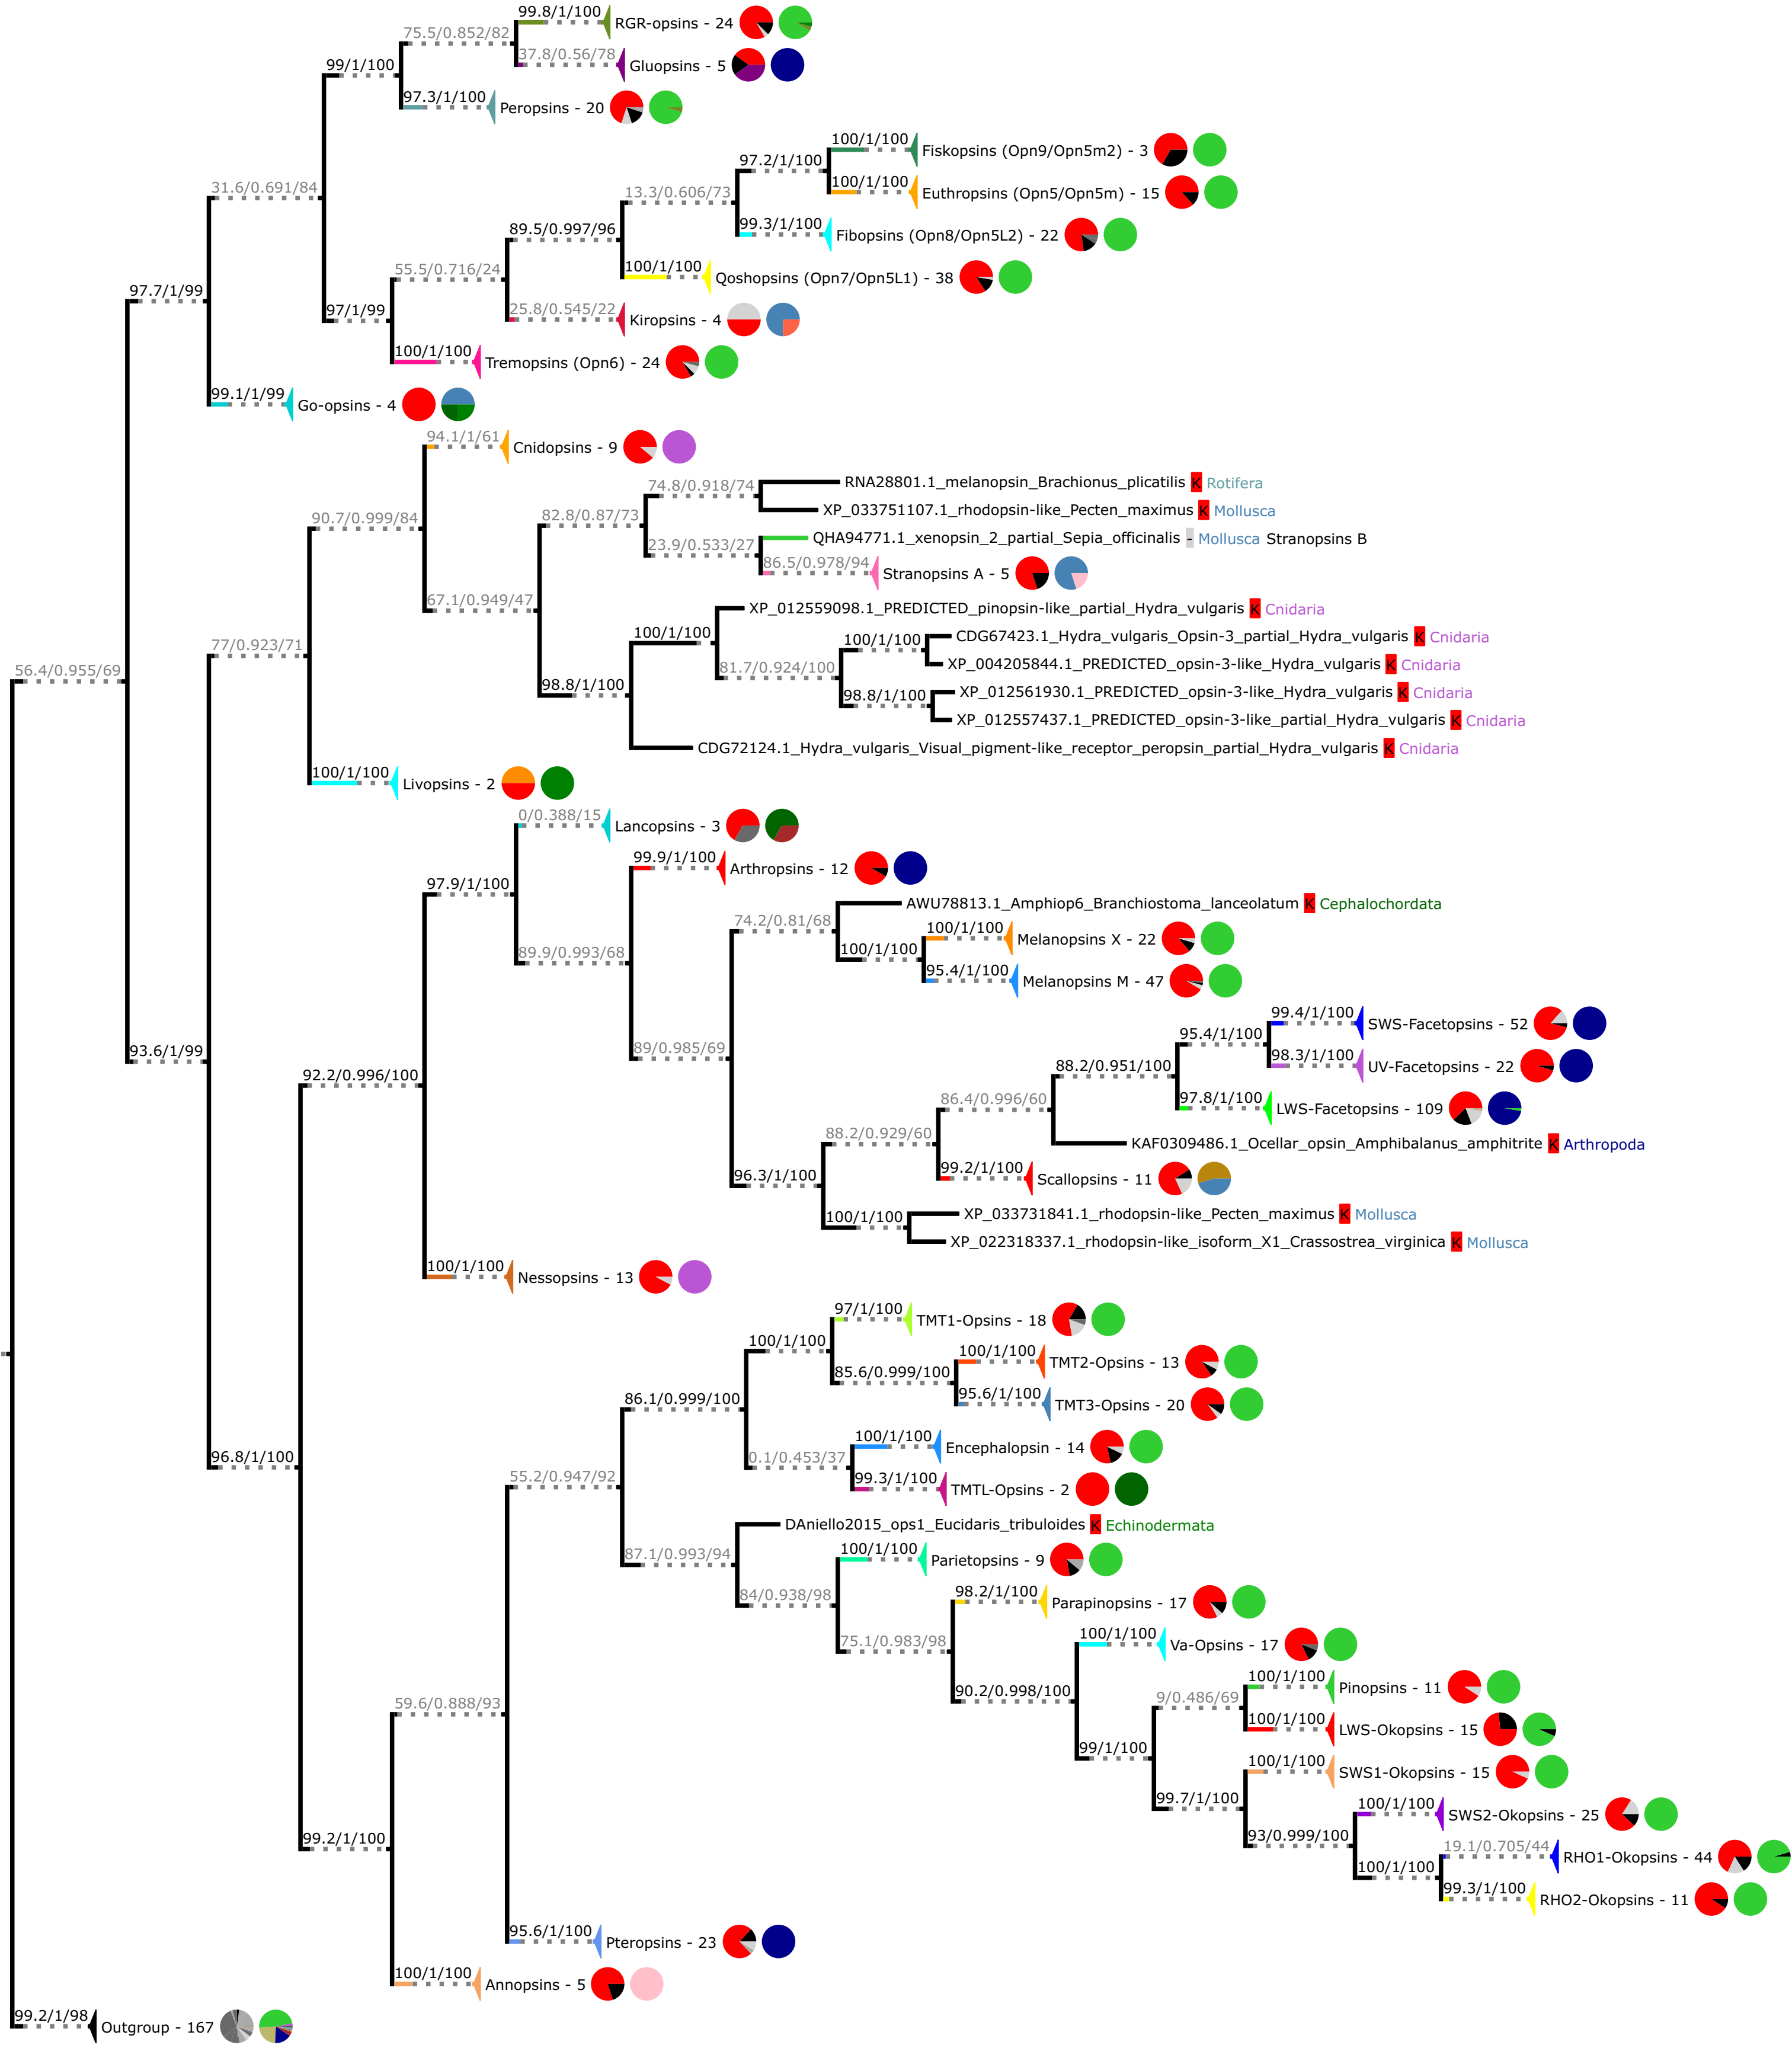 99.8/1/100
RGR-opsins - 24
75.5/0.852/82
37.8/0.56/78
Gluopsins - 5
99/1/100
97.3/1/100
Peropsins - 20
100/1/100
Fiskopsins (Opn9/Opn5m2) - 3
97.2/1/100
100/1/100
Euthropsins (Opn5/Opn5m) - 15
31.6/0.691/84
13.3/0.606/73
99.3/1/100
Fibopsins (Opn8/Opn5L2) - 22
89.5/0.997/96
100/1/100
Qoshopsins (Opn7/Opn5L1) - 38
55.5/0.716/24
97.7/1/99
25.8/0.545/22
Kiropsins - 4
97/1/99
100/1/100
Tremopsins (Opn6) - 24
99.1/1/99
Go-opsins - 4
94.1/1/61
Cnidopsins - 9
RNA28801.1_melanopsin_Brachionus_plicatilis K Rotifera
74.8/0.918/74
XP_033751107.1_rhodopsin-like_Pecten_maximus K Mollusca
90.7/0.999/84
82.8/0.87/73
QHA94771.1_xenopsin_2_partial_Sepia_officinalis - Mollusca Stranopsins B
23.9/0.533/27
86.5/0.978/94
Stranopsins A - 5
67.1/0.949/47
XP_012559098.1_PREDICTED_pinopsin-like_partial_Hydra_vulgaris K Cnidaria
100/1/100
100/1/100
CDG67423.1_Hydra_vulgaris_Opsin-3_partial_Hydra_vulgaris K Cnidaria
77/0.923/71
81.7/0.924/100
XP_004205844.1_PREDICTED_opsin-3-like_Hydra_vulgaris K Cnidaria
56.4/0.955/69
98.8/1/100
98.8/1/100
XP_012561930.1_PREDICTED_opsin-3-like_Hydra_vulgaris K Cnidaria
XP_012557437.1_PREDICTED_opsin-3-like_partial_Hydra_vulgaris K Cnidaria
CDG72124.1_Hydra_vulgaris_Visual_pigment-like_receptor_peropsin_partial_Hydra_vulgaris K Cnidaria
100/1/100
Livopsins - 2
0/0.388/15
Lancopsins - 3
99.9/1/100
Arthropsins - 12
97.9/1/100
AWU78813.1_Amphiop6_Branchiostoma_lanceolatum K Cephalochordata
74.2/0.81/68
100/1/100
Melanopsins X - 22
89.9/0.993/68
100/1/100
95.4/1/100
Melanopsins M - 47
99.4/1/100
SWS-Facetopsins - 52
95.4/1/100
93.6/1/99
89/0.985/69
98.3/1/100
UV-Facetopsins - 22
88.2/0.951/100
92.2/0.996/100
97.8/1/100
LWS-Facetopsins - 109
86.4/0.996/60
KAF0309486.1_Ocellar_opsin_Amphibalanus_amphitrite K Arthropoda
88.2/0.929/60
99.2/1/100
Scallopsins - 11
96.3/1/100
XP_033731841.1_rhodopsin-like_Pecten_maximus K Mollusca
100/1/100
XP_022318337.1_rhodopsin-like_isoform_X1_Crassostrea_virginica K Mollusca
100/1/100
Nessopsins - 13
97/1/100
TMT1-Opsins - 18
100/1/100
100/1/100
TMT2-Opsins - 13
85.6/0.999/100
95.6/1/100
TMT3-Opsins - 20
86.1/0.999/100
100/1/100
Encephalopsin - 14
96.8/1/100
0.1/0.453/37
99.3/1/100
TMTL-Opsins - 2
55.2/0.947/92
DAniello2015_ops1_Eucidaris_tribuloides K Echinodermata
87.1/0.993/94
100/1/100
Parietopsins - 9
84/0.938/98
98.2/1/100
Parapinopsins - 17
75.1/0.983/98
100/1/100
Va-Opsins - 17
100/1/100
Pinopsins - 11
90.2/0.998/100
9/0.486/69
59.6/0.888/93
100/1/100
LWS-Okopsins - 15
99/1/100
100/1/100
SWS1-Okopsins - 15
99.7/1/100
100/1/100
SWS2-Okopsins - 25
99.2/1/100
93/0.999/100
19.1/0.705/44
RHO1-Okopsins - 44
100/1/100
99.3/1/100
RHO2-Okopsins - 11
95.6/1/100
Pteropsins - 23
100/1/100
Annopsins - 5
99.2/1/98
Outgroup - 167